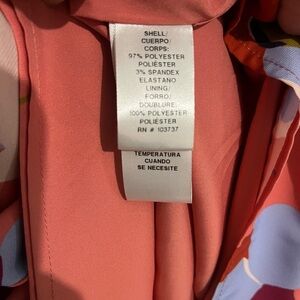 SHELL/
CUERPO/
CORPS:
97% POLYESTER
POLIÉSTER
3% SPANDEX
ELASTANO
LINING/
FORRO/
DOUBLURE:
100% POLYESTER
POLIÉSTER
RN # 103737
TEMPERATURA
CUANDO
SE NECESITE